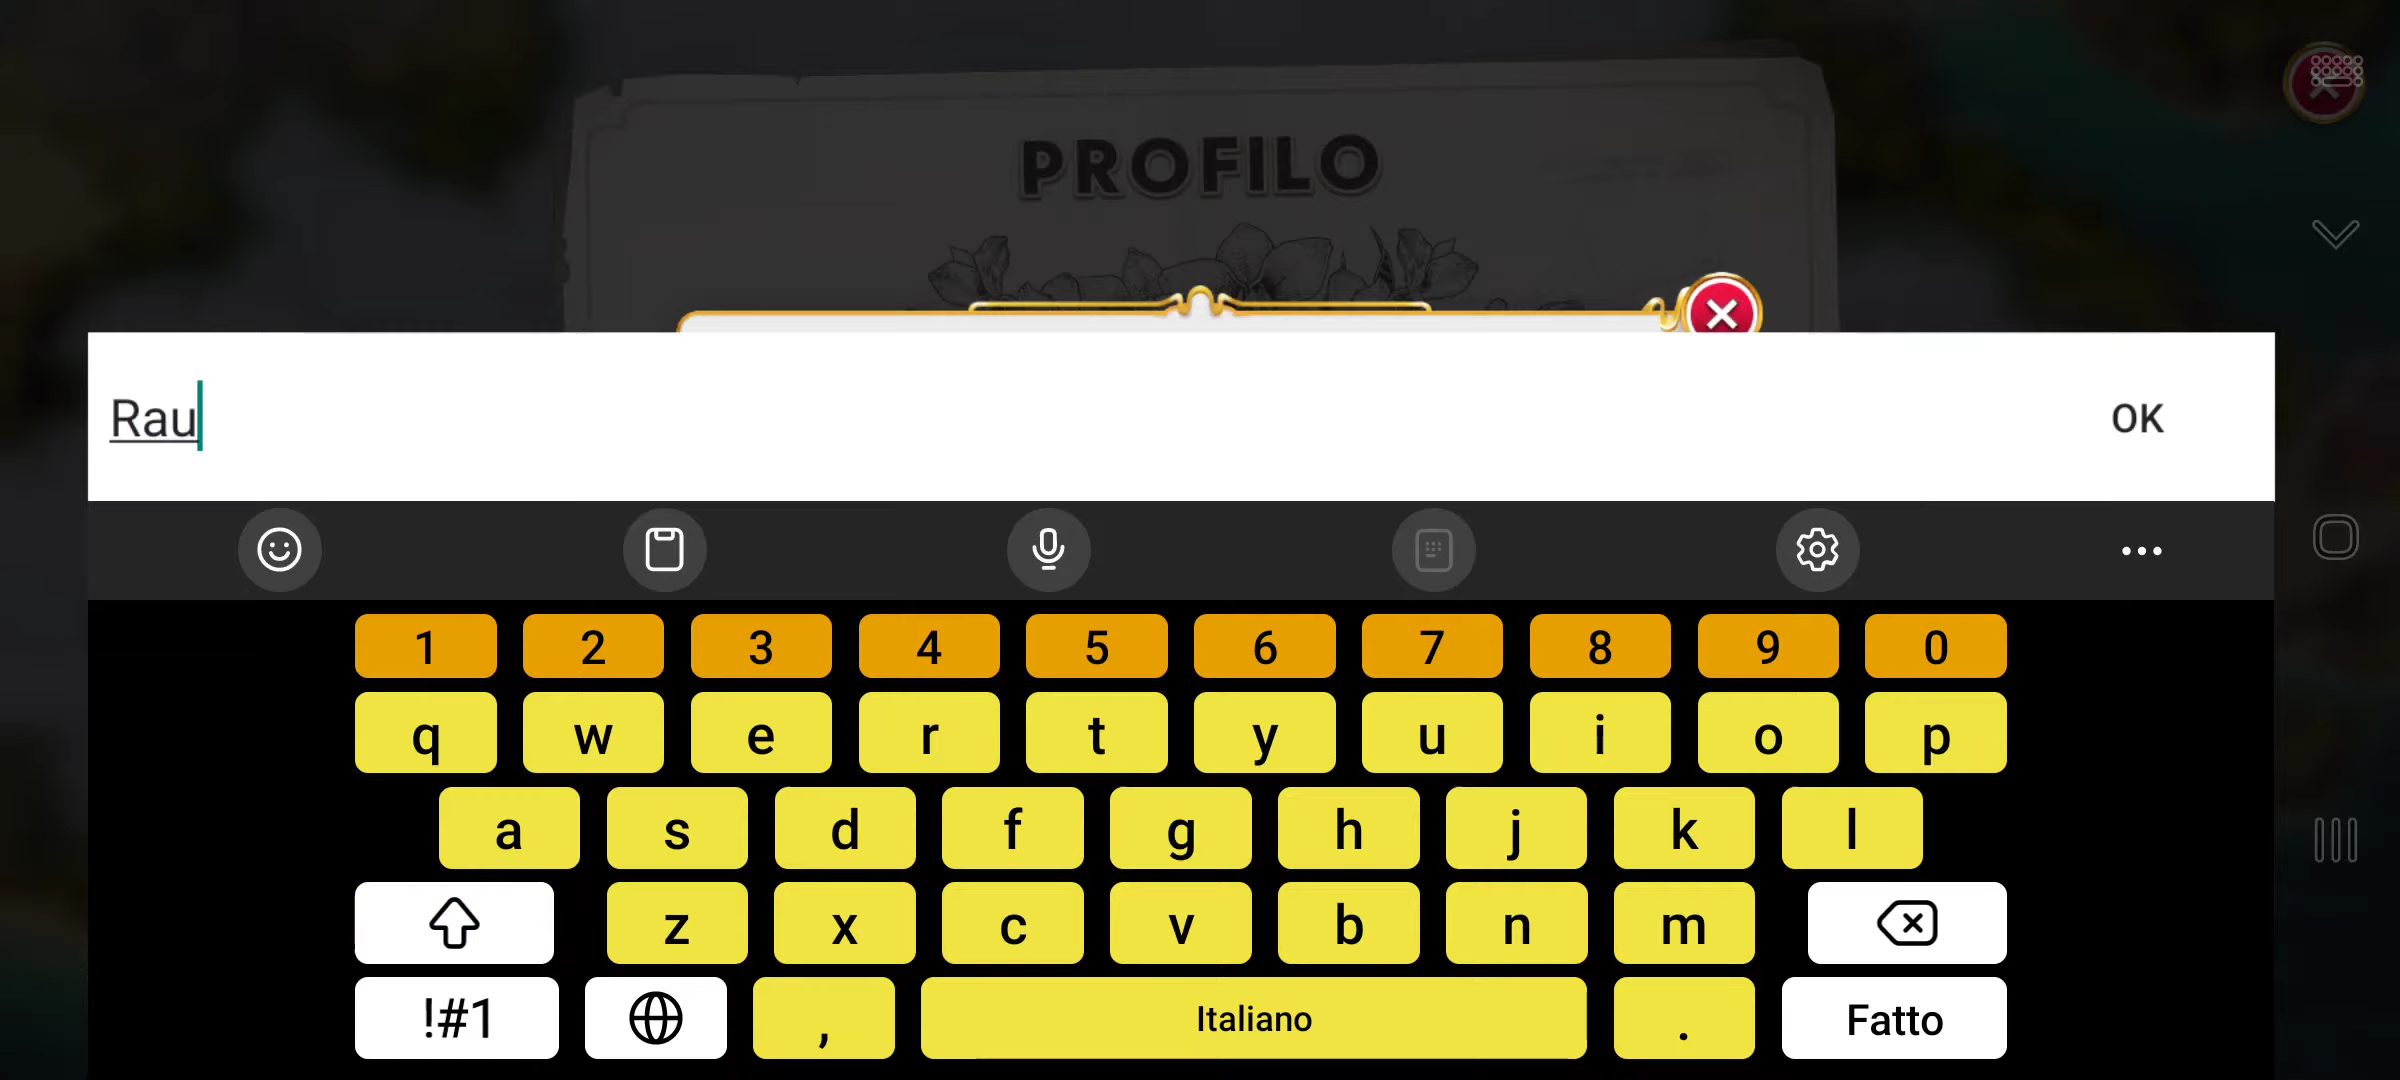 PROFILO
Rau
OK
1 2 3 4 5 6 7 8 9 0
q w e r t y u i o p
a s d f g h j k l
z x c v b n m
!#1 , Italiano . Fatto